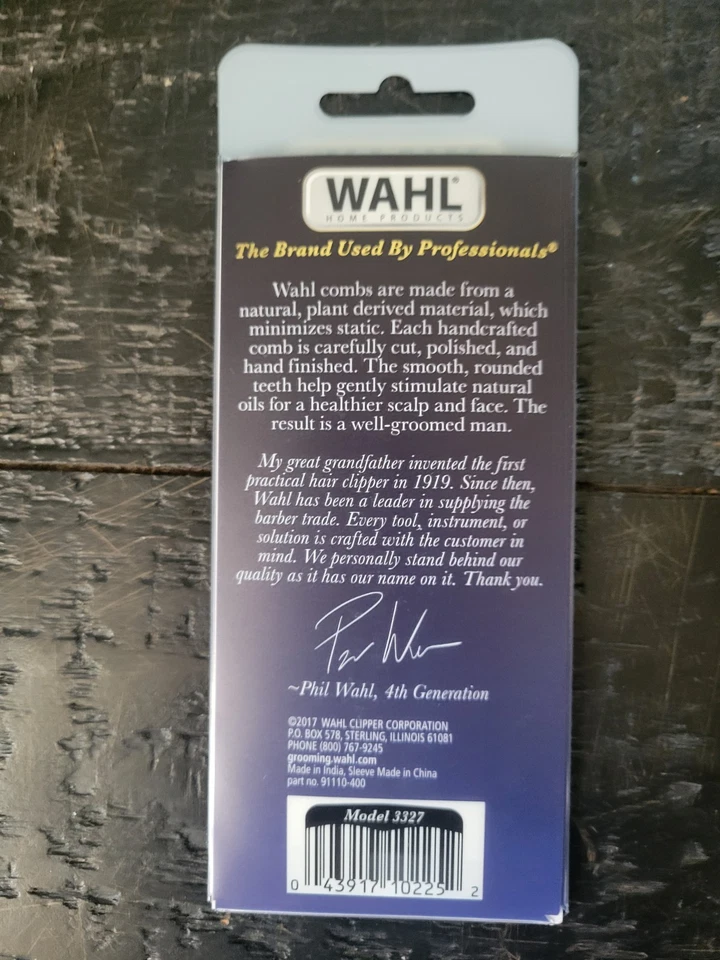 WAHL®
HOME PRODUCTS
The Brand Used By Professionals®
Wahl combs are made from a
natural, plant derived material, which
minimizes static. Each handcrafted
comb is carefully cut, polished, and
hand finished. The smooth, rounded
teeth help gently stimulate natural
oils for a healthier scalp and face. The
result is a well-groomed man.
My great grandfather invented the first
practical hair clipper in 1919. Since then,
Wahl has been a leader in supplying the
barber trade. Every tool, instrument, or
solution is crafted with the customer in
mind. We personally stand behind our
quality as it has our name on it. Thank you.
~Phil Wahl, 4th Generation
©2017 WAHL CLIPPER CORPORATION
P.O. BOX 578, STERLING, ILLINOIS 61081
PHONE (800) 767-9245
grooming.wahl.com
Made in India, Sleeve Made in China
part no. 91110-400
Model 3327
0 43917 10225 2